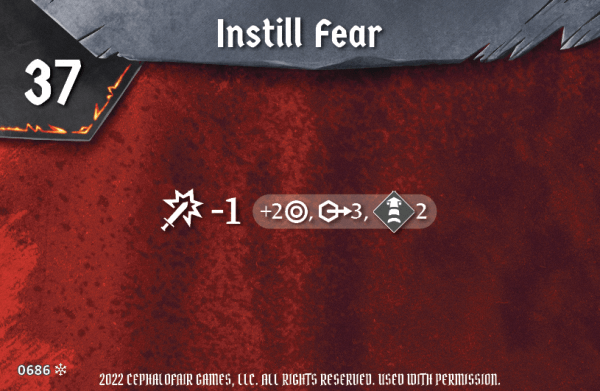 Instill Fear
37
-1 +2, 3, 2
0686
2022 CEPHALOFAIR GAMES, LLC. ALL RIGHTS RESERVED. USED WITH PERMISSION.